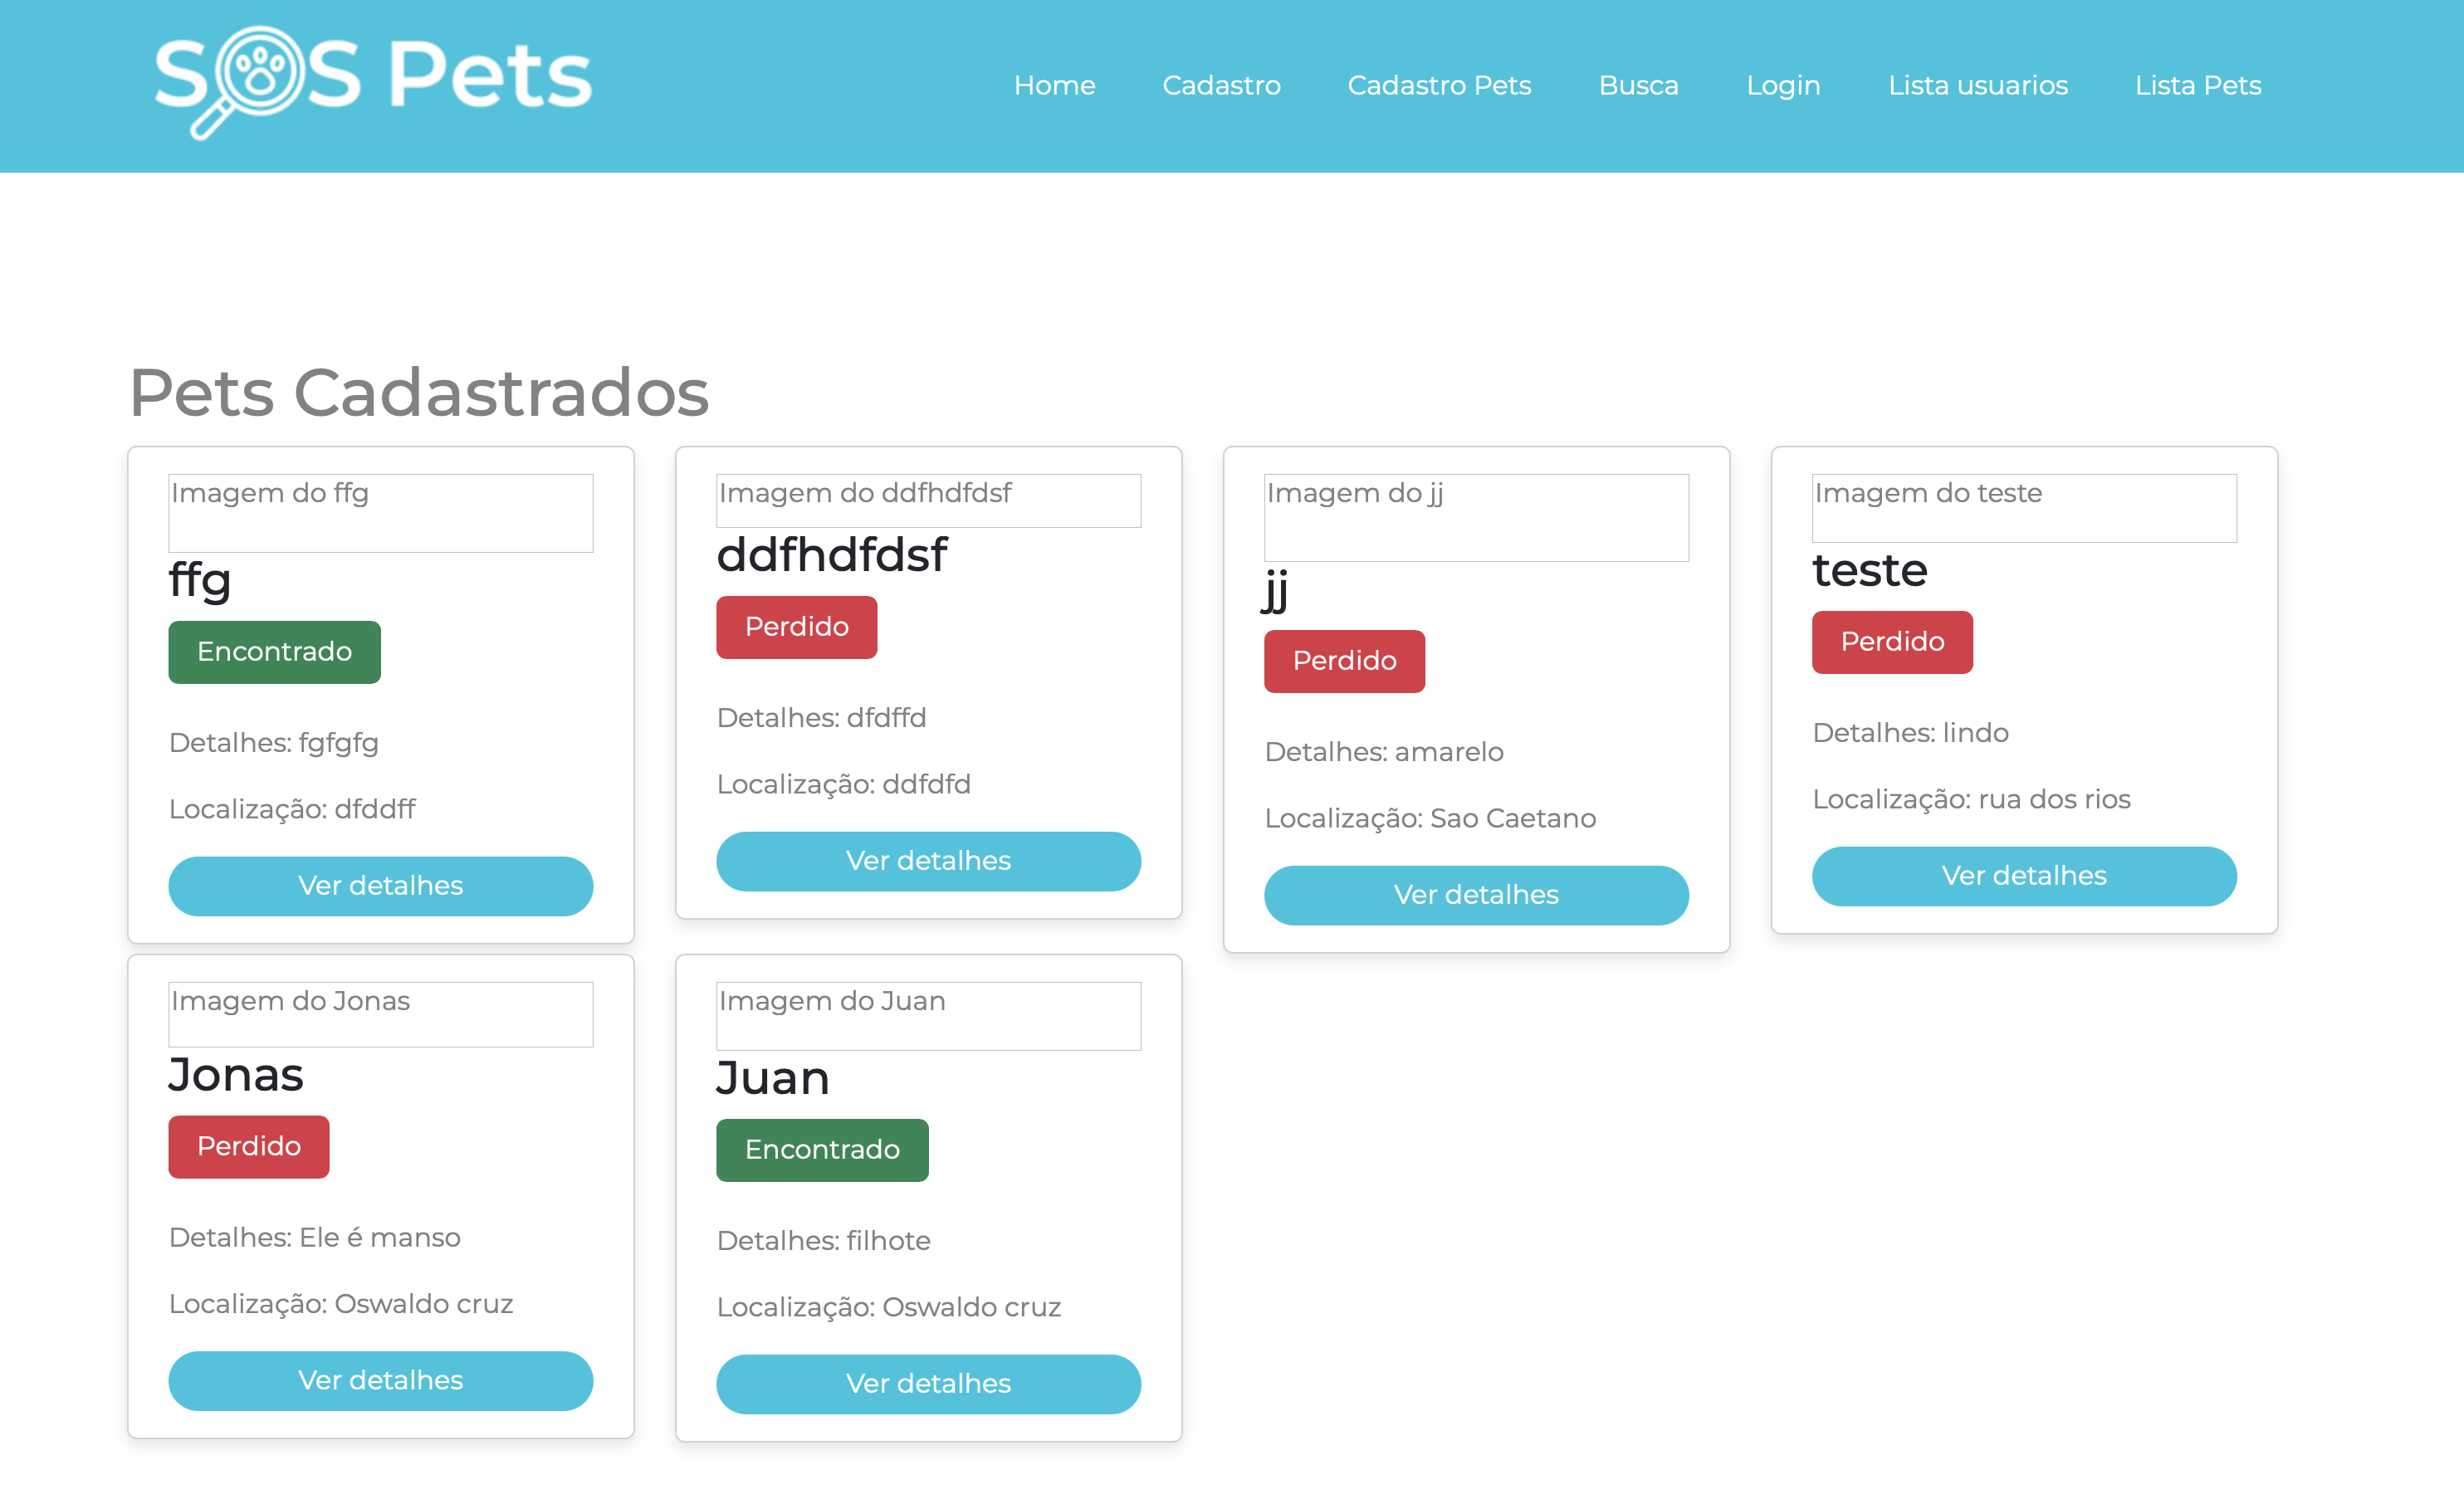 SOS Pets
Home Cadastro Cadastro Pets Busca Login Lista usuarios Lista Pets
Pets Cadastrados
Imagem do ffg
ffg
Encontrado
Detalhes: fgfgfg
Localização: dfddff
Ver detalhes
Imagem do ddfhdfdsf
ddfhdfdsf
Perdido
Detalhes: dfdffd
Localização: ddfdfd
Ver detalhes
Imagem do jj
jj
Perdido
Detalhes: amarelo
Localização: Sao Caetano
Ver detalhes
Imagem do teste
teste
Perdido
Detalhes: lindo
Localização: rua dos rios
Ver detalhes
Imagem do Jonas
Jonas
Perdido
Detalhes: Ele é manso
Localização: Oswaldo cruz
Ver detalhes
Imagem do Juan
Juan
Encontrado
Detalhes: filhote
Localização: Oswaldo cruz
Ver detalhes